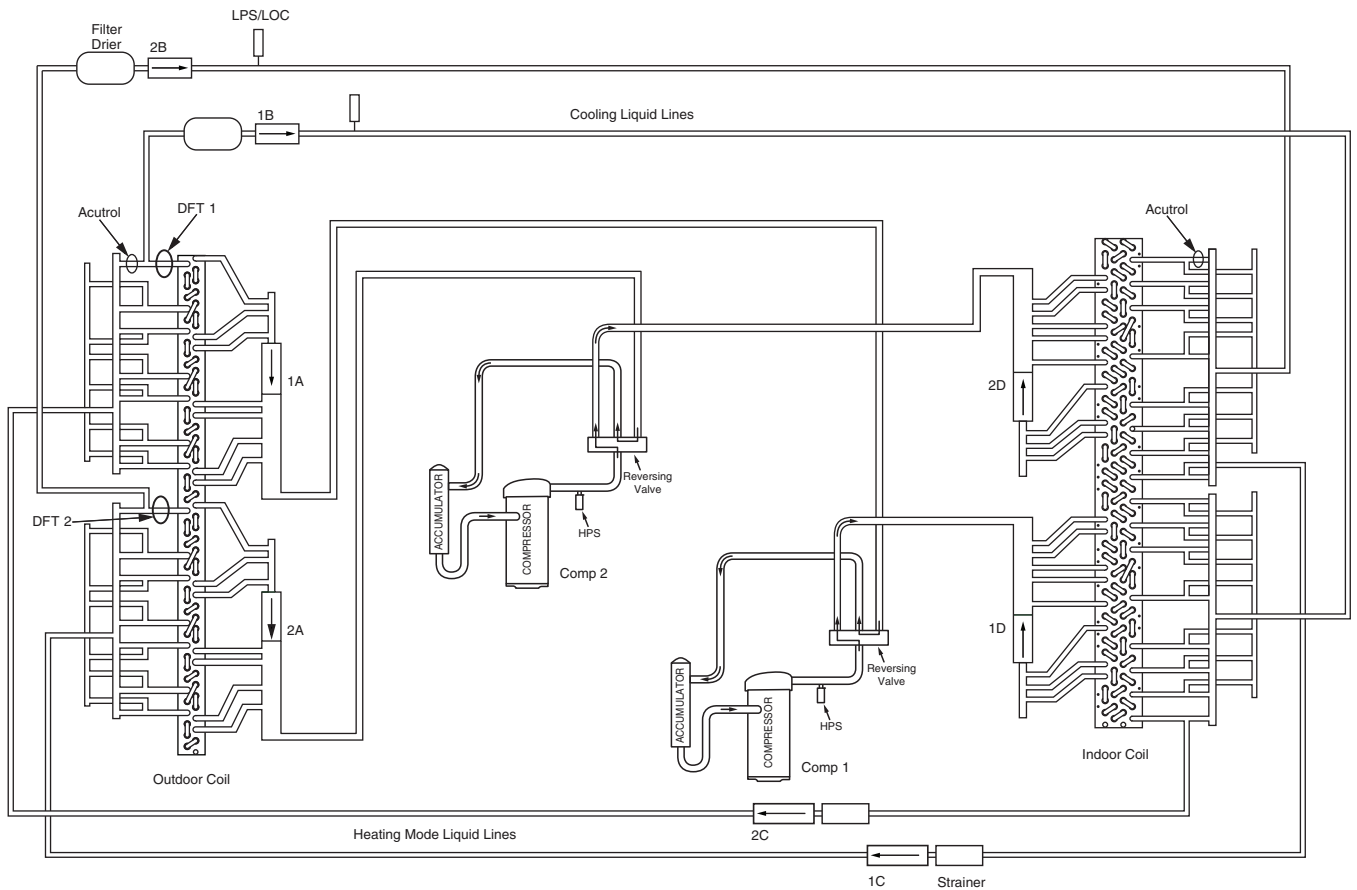 LPS/LOC
Filter
Drier
2B
1B
Cooling Liquid Lines
Acutrol
DFT 1
Acutrol
1A
2D
Reversing
Valve
ACCUMULATOR
COMPRESSOR
HPS
DFT 2
Comp 2
2A
1D
Reversing
Valve
ACCUMULATOR
COMPRESSOR
HPS
Comp 1
Indoor Coil
Outdoor Coil
2C
Heating Mode Liquid Lines
1C
Strainer